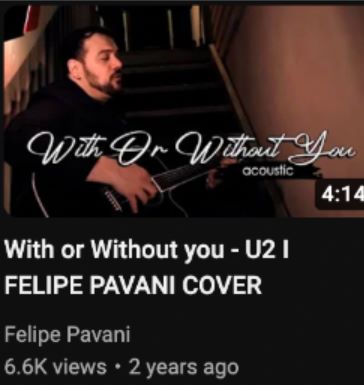 With Or Without You
acoustic
4:14
With or Without you - U2 I
FELIPE PAVANI COVER
Felipe Pavani
6.6K views • 2 years ago